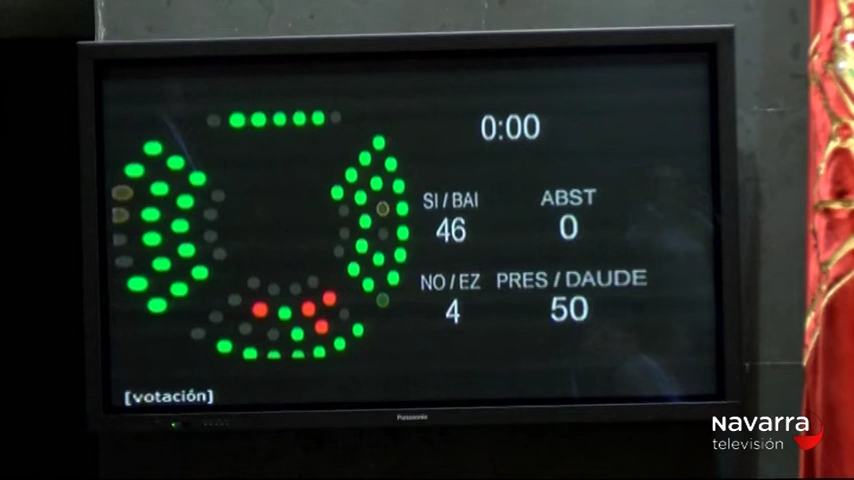 0:00
SI / BAI
ABST
46
0
NO / EZ
PRES / DAUDE
4
50
[votación]
Panasonic
navarra
televisión